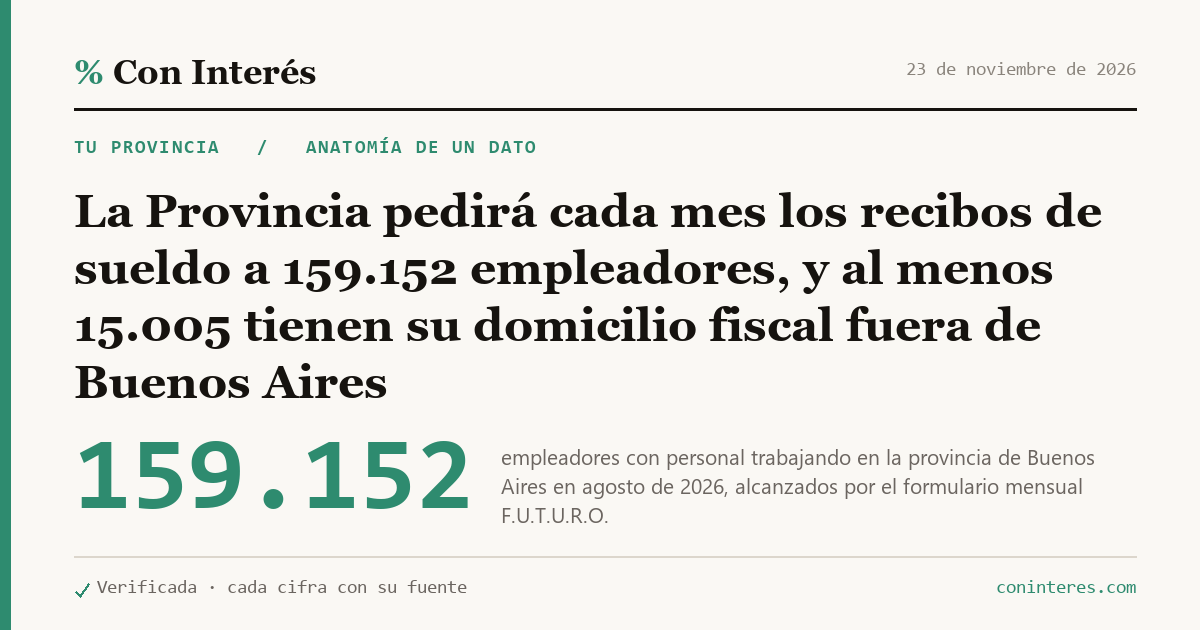 % Con Interés
23 de noviembre de 2026
TU PROVINCIA / ANATOMÍA DE UN DATO
La Provincia pedirá cada mes los recibos de
sueldo a 159.152 empleadores, y al menos
15.005 tienen su domicilio fiscal fuera de
Buenos Aires
159.152
empleadores con personal trabajando en la provincia de Buenos
Aires en agosto de 2026, alcanzados por el formulario mensual
F.U.T.U.R.O.
✓ Verificada · cada cifra con su fuente
coninteres.com